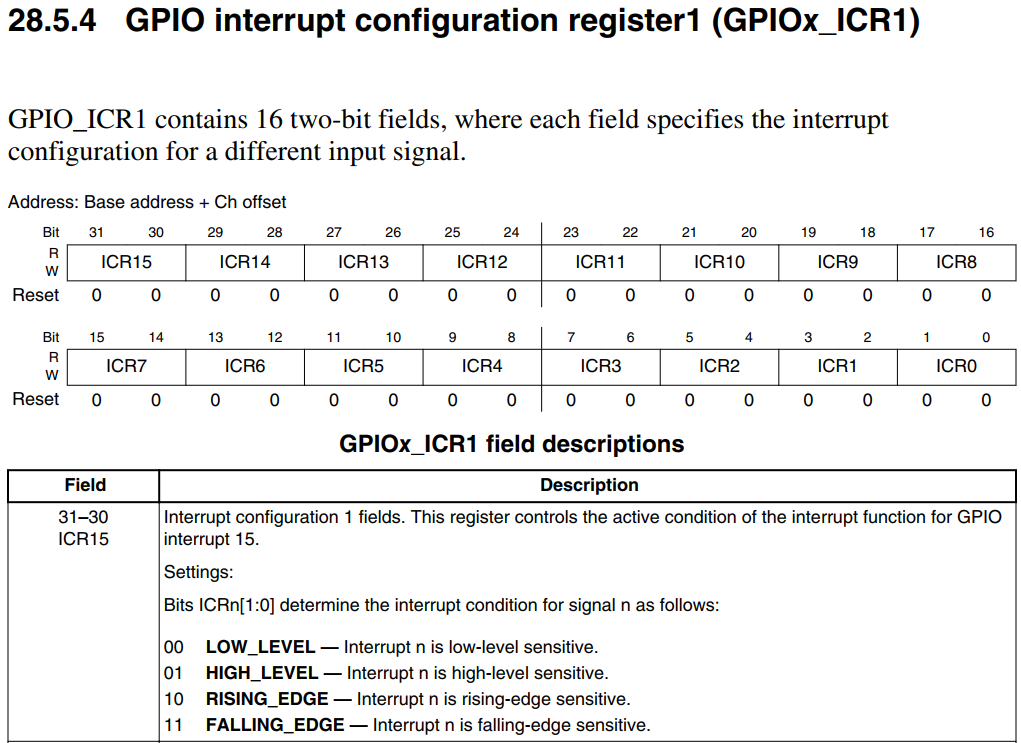 28.5.4 GPIO interrupt configuration register1 (GPIOx_ICR1)
GPIO_ICR1 contains 16 two-bit fields, where each field specifies the interrupt
configuration for a different input signal.
Address: Base address + Ch offset
Bit 31 30 29 28 27 26 25 24 23 22 21 20 19 18 17 16
R
W
ICR15 ICR14 ICR13 ICR12 ICR11 ICR10 ICR9 ICR8
Reset 0 0 0 0 0 0 0 0 0 0 0 0 0 0 0 0
Bit 15 14 13 12 11 10 9 8 7 6 5 4 3 2 1 0
R
W
ICR7 ICR6 ICR5 ICR4 ICR3 ICR2 ICR1 ICR0
Reset 0 0 0 0 0 0 0 0 0 0 0 0 0 0 0 0
GPIOx_ICR1 field descriptions
Field Description
31–30
ICR15
Interrupt configuration 1 fields. This register controls the active condition of the interrupt function for GPIO
interrupt 15.
Settings:
Bits ICRn[1:0] determine the interrupt condition for signal n as follows:
00 LOW_LEVEL — Interrupt n is low-level sensitive.
01 HIGH_LEVEL — Interrupt n is high-level sensitive.
10 RISING_EDGE — Interrupt n is rising-edge sensitive.
11 FALLING_EDGE — Interrupt n is falling-edge sensitive.